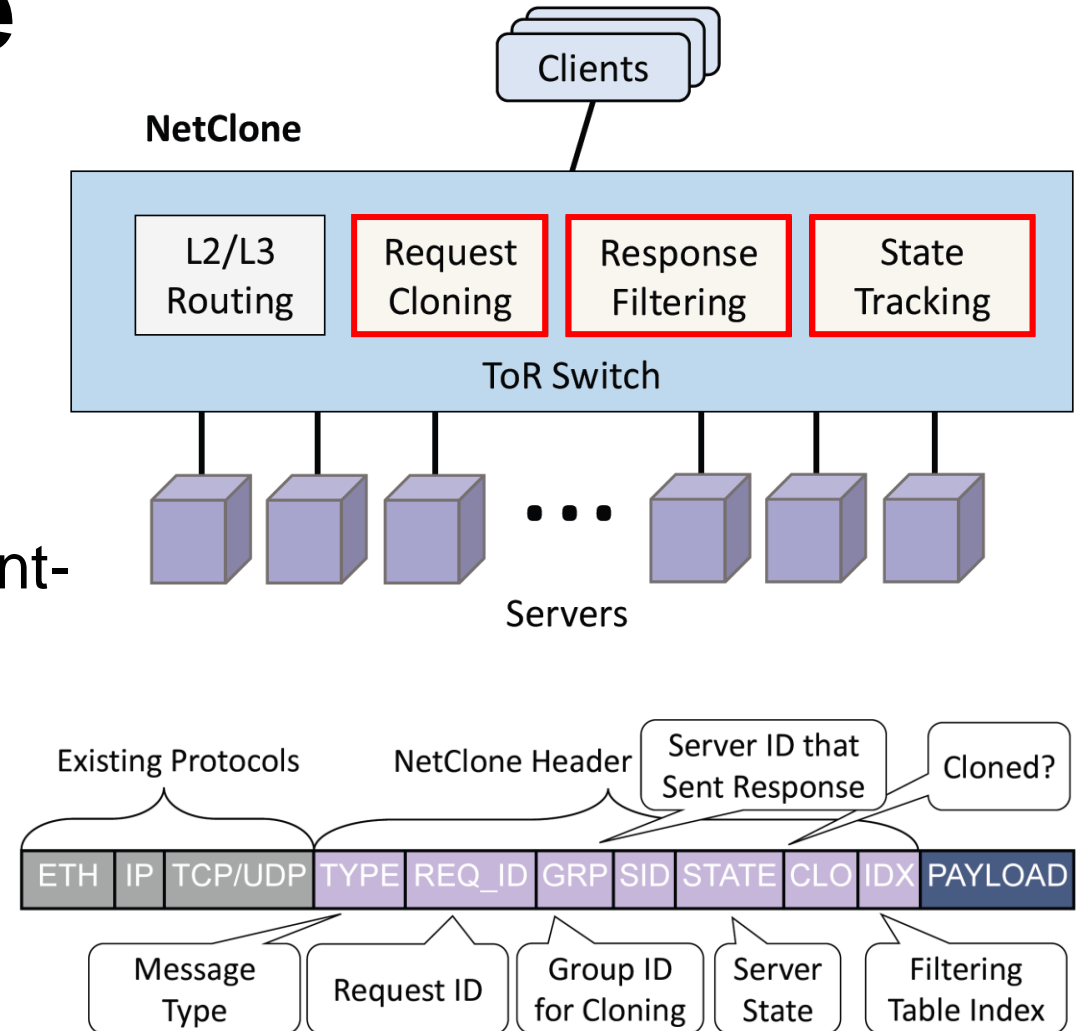 e
Clients
NetClone
L2/L3
Routing
Request
Cloning
Response
Filtering
State
Tracking
ToR Switch
nt-
Servers
Existing Protocols
NetClone Header
Server ID that
Sent Response
Cloned?
ETH IP TCP/UDP TYPE REQ_ID GRP SID STATE CLO IDX PAYLOAD
Message
Type
Request ID
Group ID
for Cloning
Server
State
Filtering
Table Index